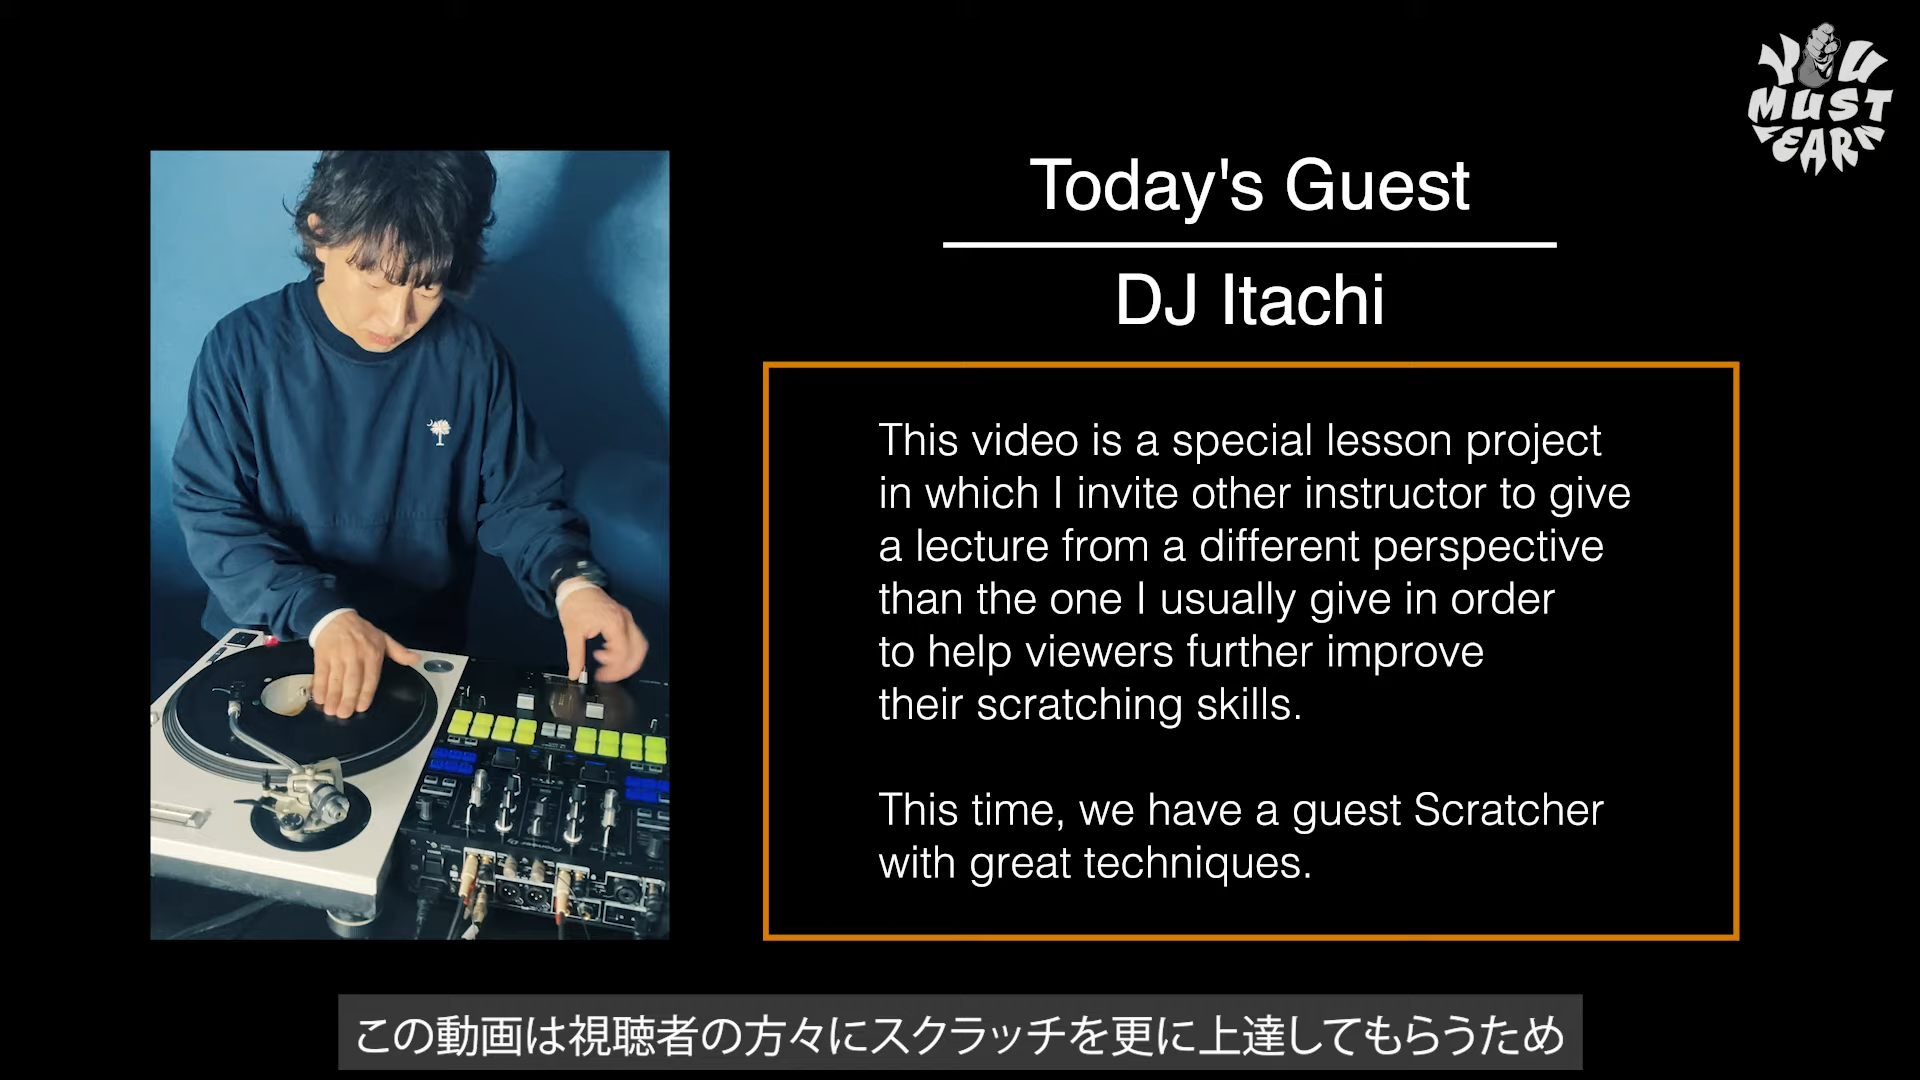 YOU
MUST
LEARN
Today's Guest
DJ Itachi
This video is a special lesson project
in which I invite other instructor to give
a lecture from a different perspective
than the one I usually give in order
to help viewers further improve
their scratching skills.
This time, we have a guest Scratcher
with great techniques.
この動画は視聴者の方々にスクラッチを更に上達してもらうため